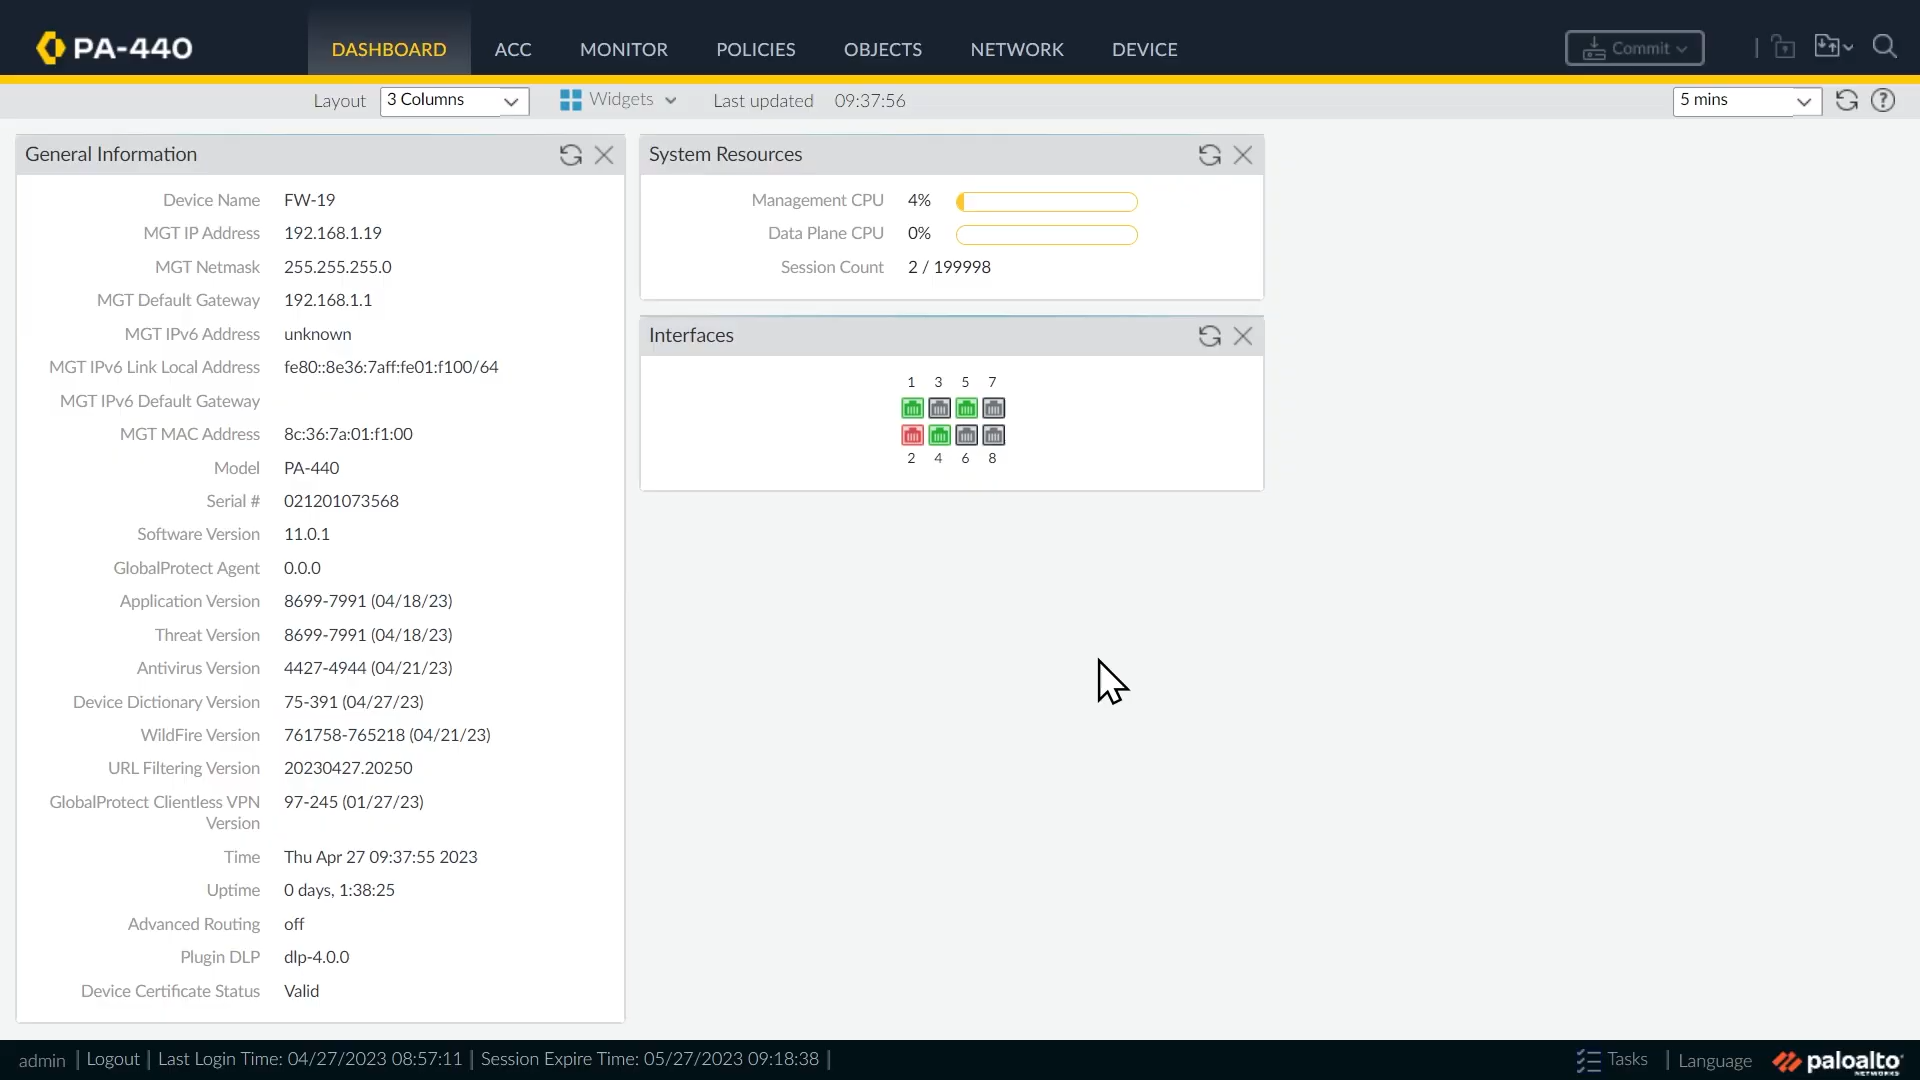 PA-440
DASHBOARD ACC MONITOR POLICIES OBJECTS NETWORK DEVICE
Commit
Layout 3 Columns Widgets Last updated 09:37:56
5 mins
General Information
Device Name FW-19
MGT IP Address 192.168.1.19
MGT Netmask 255.255.255.0
MGT Default Gateway 192.168.1.1
MGT IPv6 Address unknown
MGT IPv6 Link Local Address fe80::8e36:7aff:fe01:f100/64
MGT IPv6 Default Gateway
MGT MAC Address 8c:36:7a:01:f1:00
Model PA-440
Serial # 021201073568
Software Version 11.0.1
GlobalProtect Agent 0.0.0
Application Version 8699-7991 (04/18/23)
Threat Version 8699-7991 (04/18/23)
Antivirus Version 4427-4944 (04/21/23)
Device Dictionary Version 75-391 (04/27/23)
WildFire Version 761758-765218 (04/21/23)
URL Filtering Version 20230427.20250
GlobalProtect Clientless VPN 97-245 (01/27/23)
Version
Time Thu Apr 27 09:37:55 2023
Uptime 0 days, 1:38:25
Advanced Routing off
Plugin DLP dlp-4.0.0
Device Certificate Status Valid
System Resources
Management CPU 4%
Data Plane CPU 0%
Session Count 2 / 199998
Interfaces
1 3 5 7
2 4 6 8
admin | Logout | Last Login Time: 04/27/2023 08:57:11 | Session Expire Time: 05/27/2023 09:18:38 |
Tasks | Language paloalto
NETWORKS